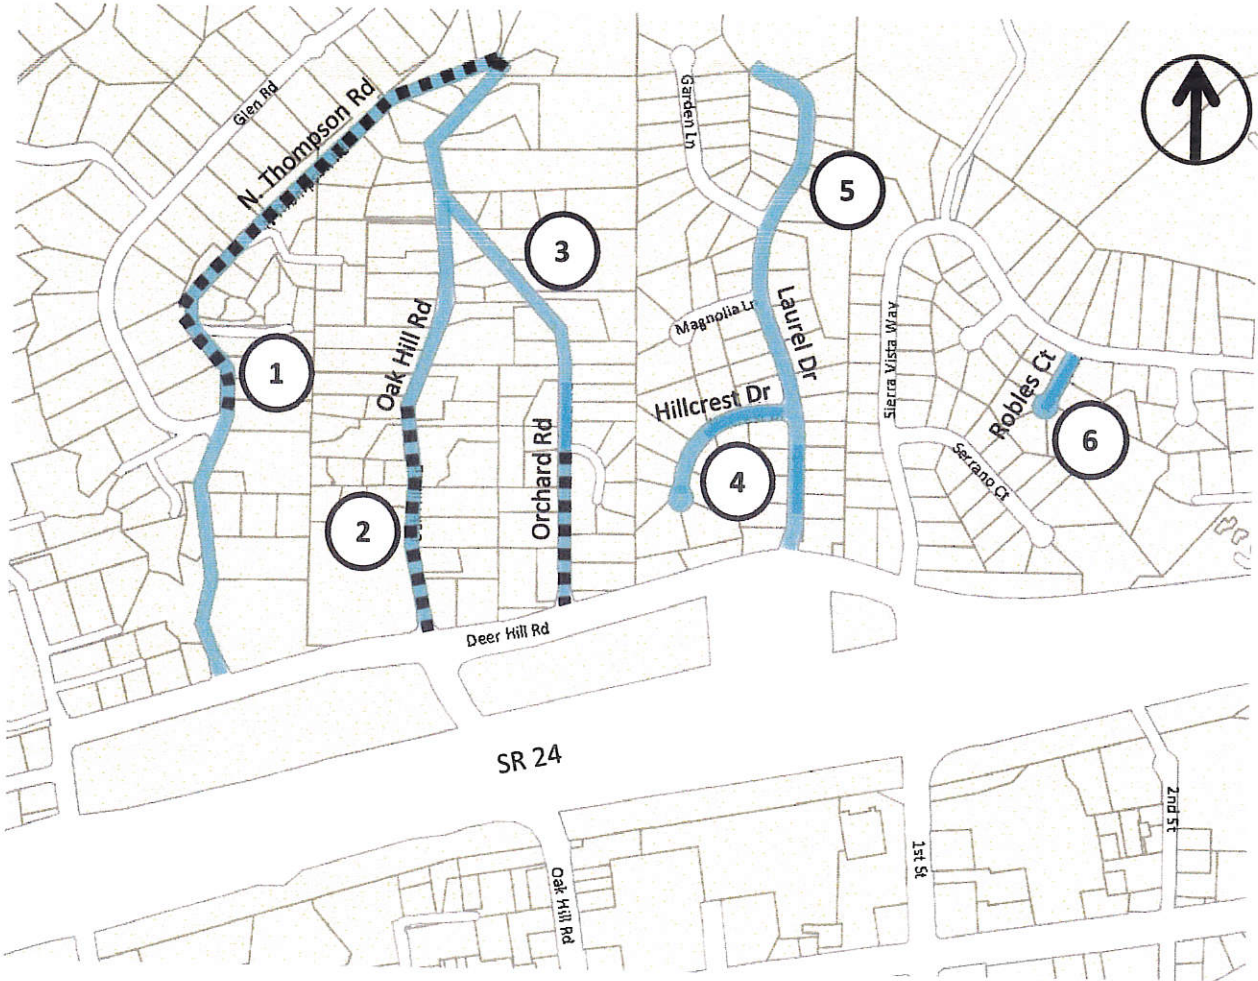 Glen Rd
N. Thompson Rd
Garden Ln
5
3
Magnolia Ln
Laurel Dr
Sierra Vista Way
1
Oak Hill Rd
Hillcrest Dr
Robles Ct
6
4
Serrano Ct
2
Orchard Rd
Deer Hill Rd
SR 24
1st St
2nd St
Oak Hill Rd